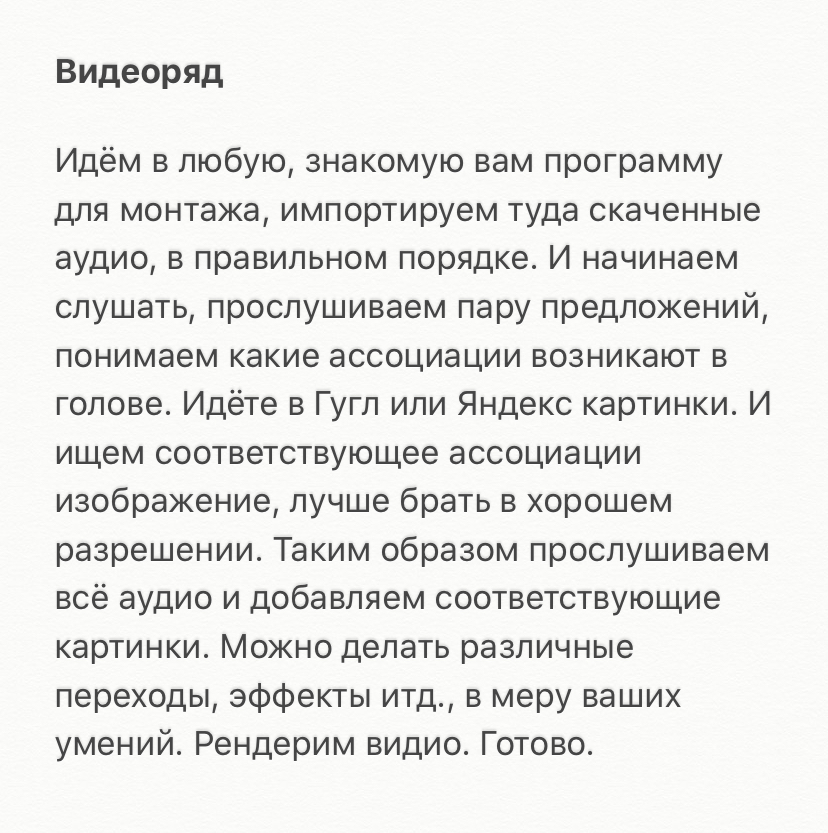 Видеоряд
Идём в любую, знакомую вам программу
для монтажа, импортируем туда скаченные
аудио, в правильном порядке. И начинаем
слушать, прослушиваем пару предложений,
понимаем какие ассоциации возникают в
голове. Идёте в Гугл или Яндекс картинки. И
ищем соответствующее ассоциации
изображение, лучше брать в хорошем
разрешении. Таким образом прослушиваем
всё аудио и добавляем соответствующие
картинки. Можно делать различные
переходы, эффекты итд., в меру ваших
умений. Рендерим видио. Готово.